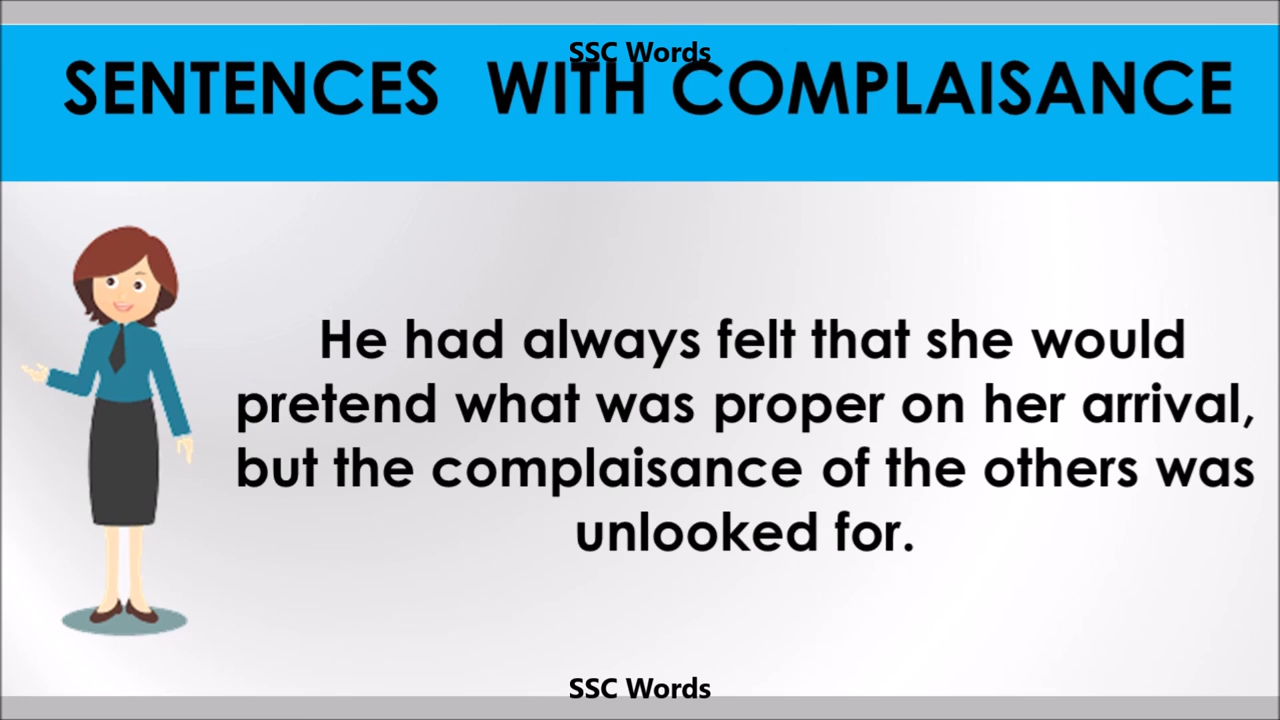 SSC Words
SENTENCES WITH COMPLAISANCE
He had always felt that she would
pretend what was proper on her arrival,
but the complaisance of the others was
unlooked for.
SSC Words